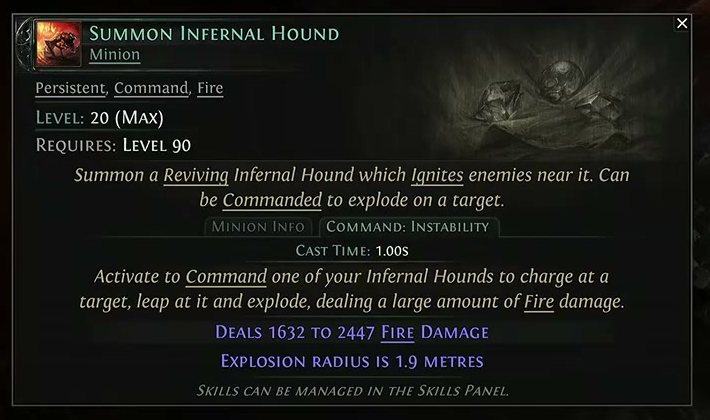 Summon Infernal Hound
Minion
Persistent, Command, Fire
Level: 20 (Max)
Requires: Level 90
Summon a Reviving Infernal Hound which Ignites enemies near it. Can
be Commanded to explode on a target.
Minion Info Command: Instability
Cast Time: 1.00s
Activate to Command one of your Infernal Hounds to charge at a
target, leap at it and explode, dealing a large amount of Fire damage.
Deals 1632 to 2447 Fire Damage
Explosion radius is 1.9 metres
Skills can be managed in the Skills Panel.